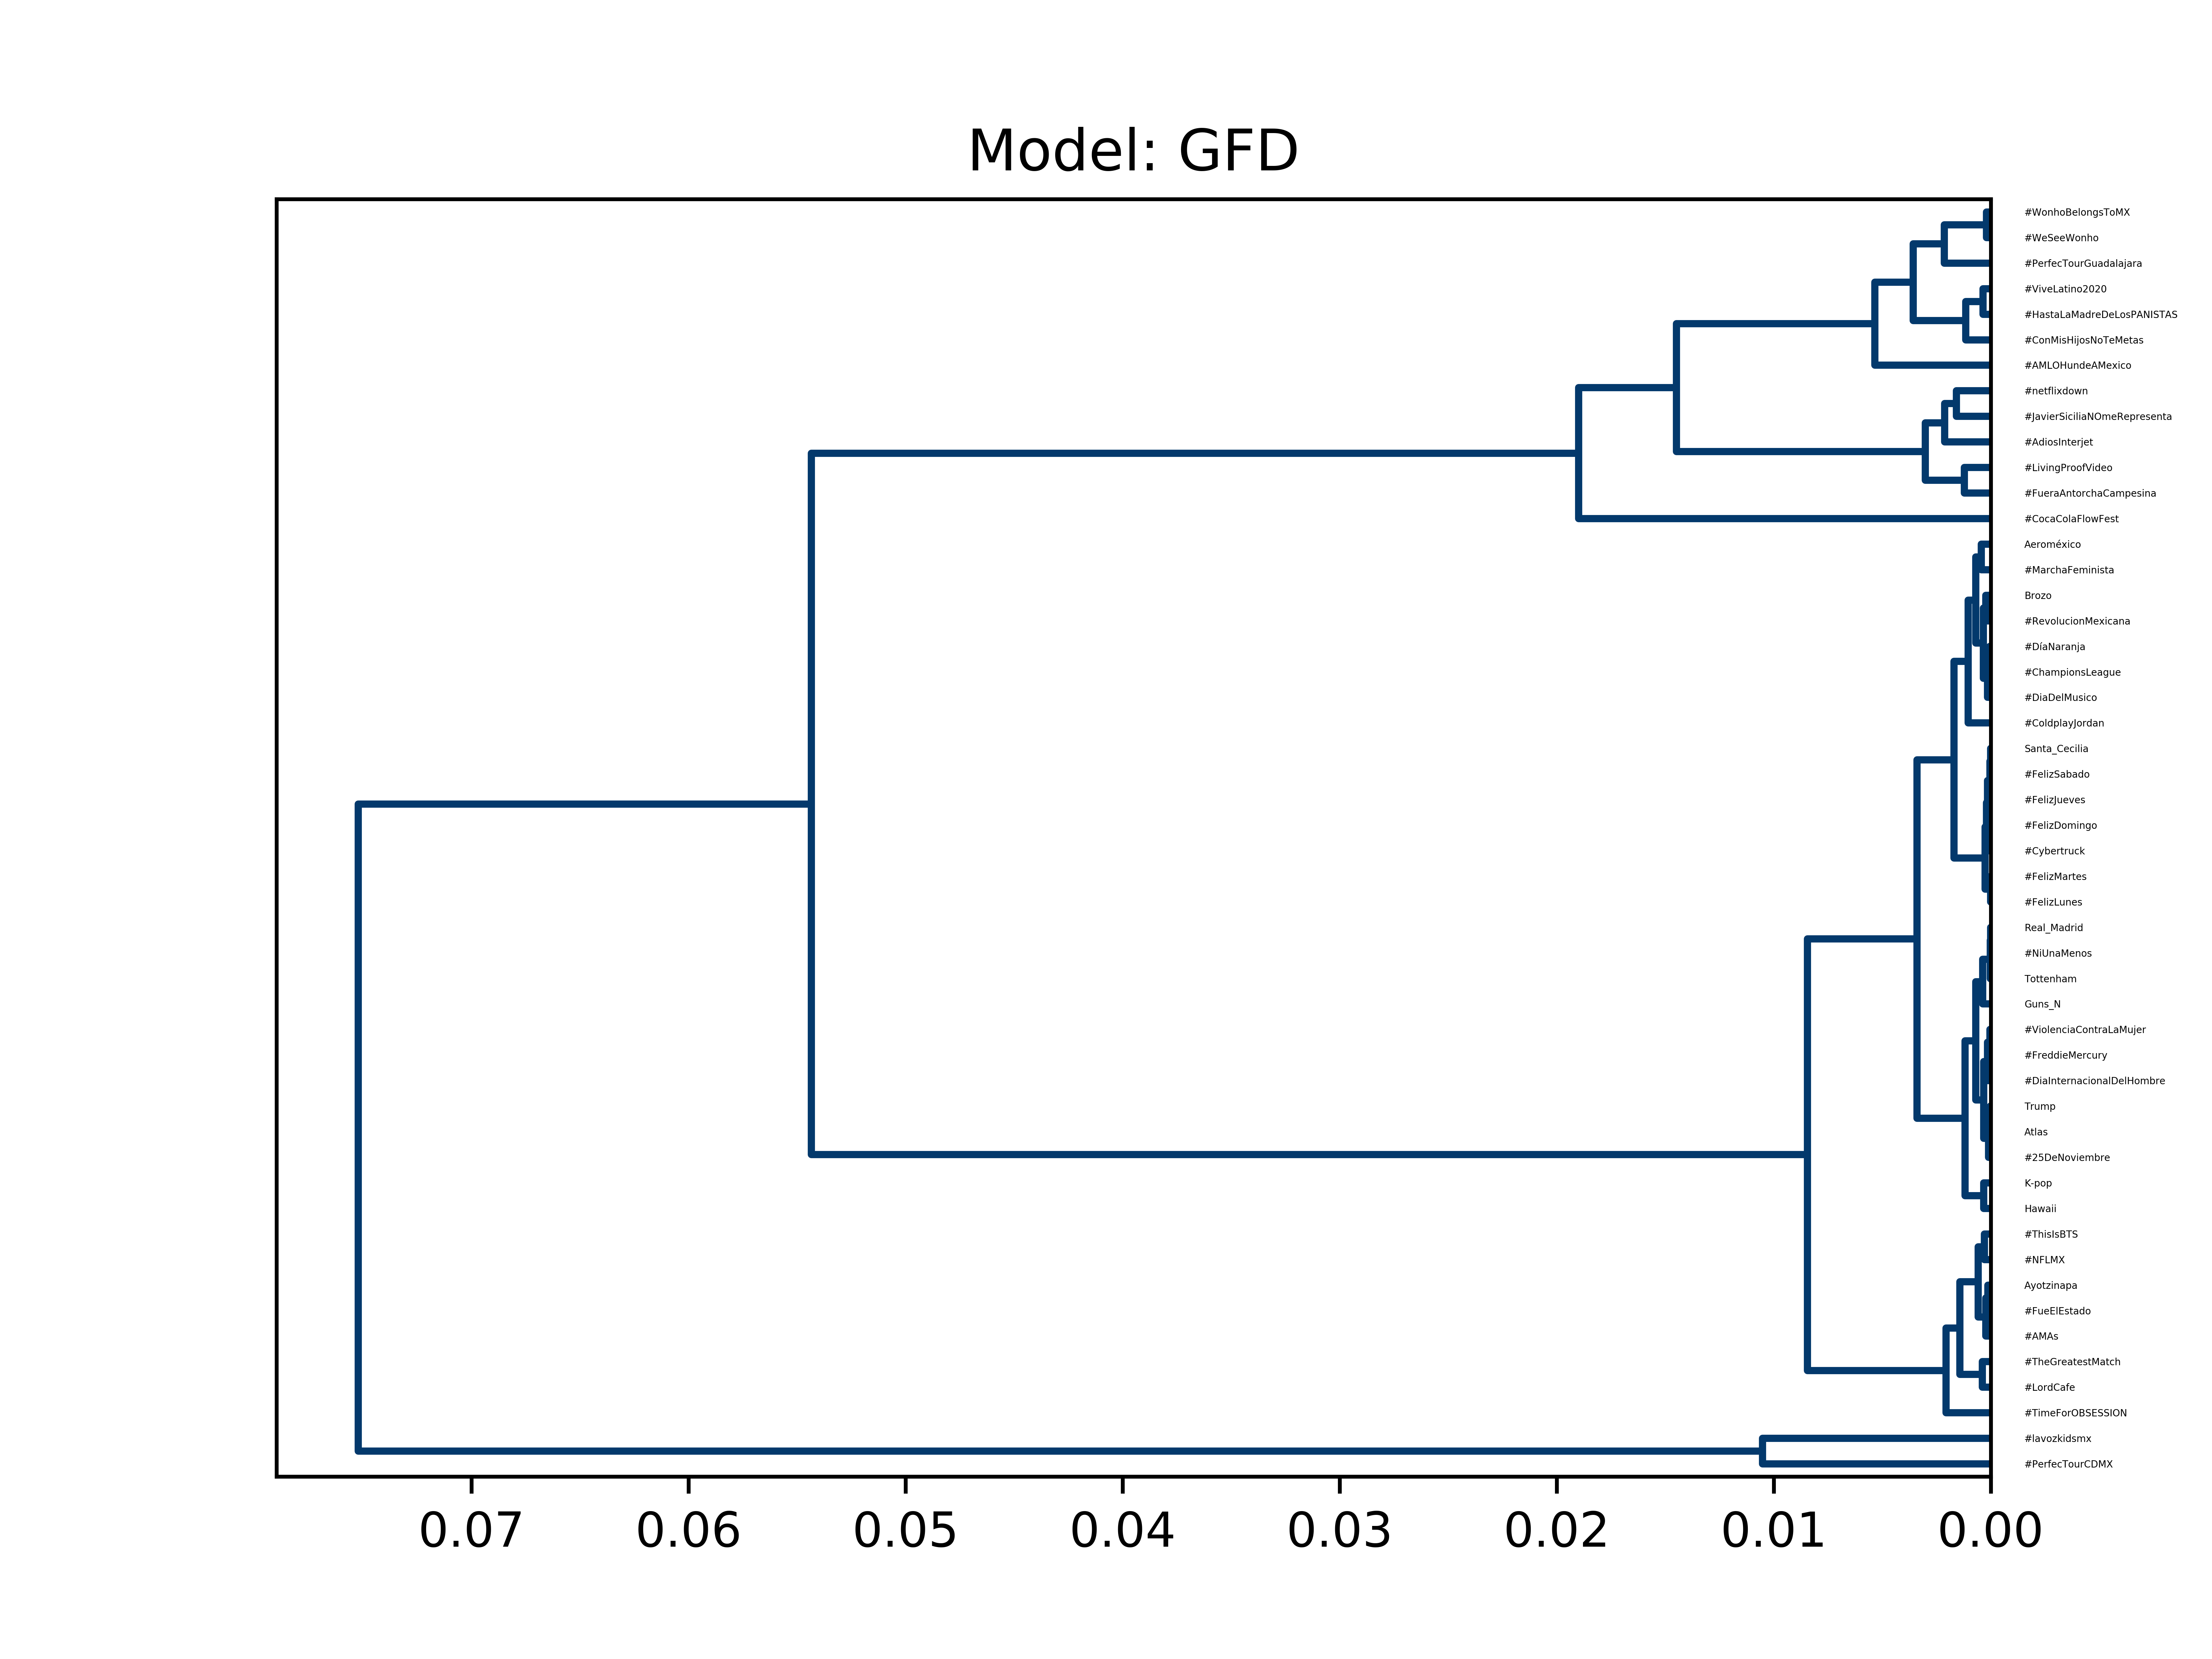 Model: GFD
#WonhoBelongsToMX
#WeSeeWonho
#PerfecTourGuadalajara
#ViveLatino2020
#HastaLaMadreDeLosPANISTAS
#ConMisHijosNoTeMetas
#AMLOHundeAMexico
#netflixdown
#JavierSiciliaNOmeRepresenta
#AdiosInterjet
#LivingProofVideo
#FueraAntorchaCampesina
#CocaColaFlowFest
Aeroméxico
#MarchaFeminista
Brozo
#RevolucionMexicana
#DíaNaranja
#ChampionsLeague
#DiaDelMusico
#ColdplayJordan
Santa_Cecilia
#FelizSabado
#FelizJueves
#FelizDomingo
#Cybertruck
#FelizMartes
#FelizLunes
Real_Madrid
#NiUnaMenos
Tottenham
Guns_N
#ViolenciaContraLaMujer
#FreddieMercury
#DiaInternacionalDelHombre
Trump
Atlas
#25DeNoviembre
K-pop
Hawaii
#ThisIsBTS
#NFLMX
Ayotzinapa
#FueElEstado
#AMAs
#TheGreatestMatch
#LordCafe
#TimeForOBSESSION
#lavozkidsmx
#PerfecTourCDMX
0.07 0.06 0.05 0.04 0.03 0.02 0.01 0.00